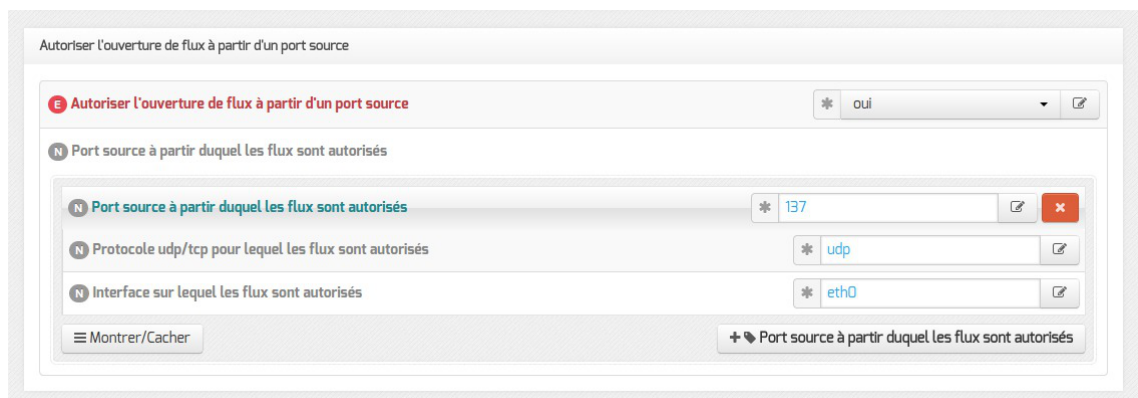 Autoriser l'ouverture de flux à partir d'un port source
E Autoriser l'ouverture de flux à partir d'un port source * oui
N Port source à partir duquel les flux sont autorisés
N Port source à partir duquel les flux sont autorisés * 137
N Protocole udp/tcp pour lequel les flux sont autorisés * udp
N Interface sur lequel les flux sont autorisés * eth0
Montrer/Cacher + Port source à partir duquel les flux sont autorisés